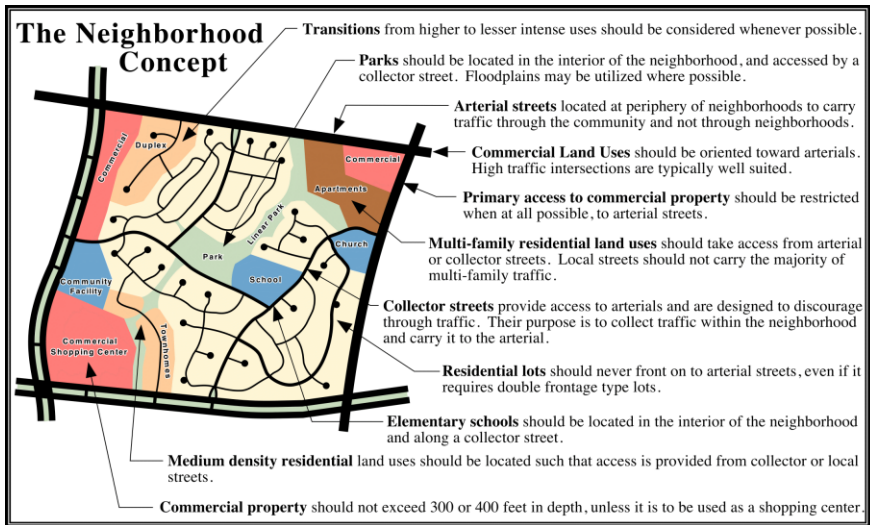 The Neighborhood
Concept
Transitions from higher to lesser intense uses should be considered whenever possible.
Parks should be located in the interior of the neighborhood, and accessed by a
collector street. Floodplains may be utilized where possible.
Arterial streets located at periphery of neighborhoods to carry
traffic through the community and not through neighborhoods.
Commercial Land Uses should be oriented toward arterials.
High traffic intersections are typically well suited.
Primary access to commercial property should be restricted
when at all possible, to arterial streets.
Multi-family residential land uses should take access from arterial
or collector streets. Local streets should not carry the majority of
multi-family traffic.
Collector streets provide access to arterials and are designed to discourage
through traffic. Their purpose is to collect traffic within the neighborhood
and carry it to the arterial.
Residential lots should never front on to arterial streets, even if it
requires double frontage type lots.
Elementary schools should be located in the interior of the neighborhood
and along a collector street.
Medium density residential land uses should be located such that access is provided from collector or local
streets.
Commercial property should not exceed 300 or 400 feet in depth, unless it is to be used as a shopping center.
Commercial
Duplex
Commercial
Apartments
Linear Park
Church
Park
School
Community
Facility
Commercial
Shopping Center
Townhomes